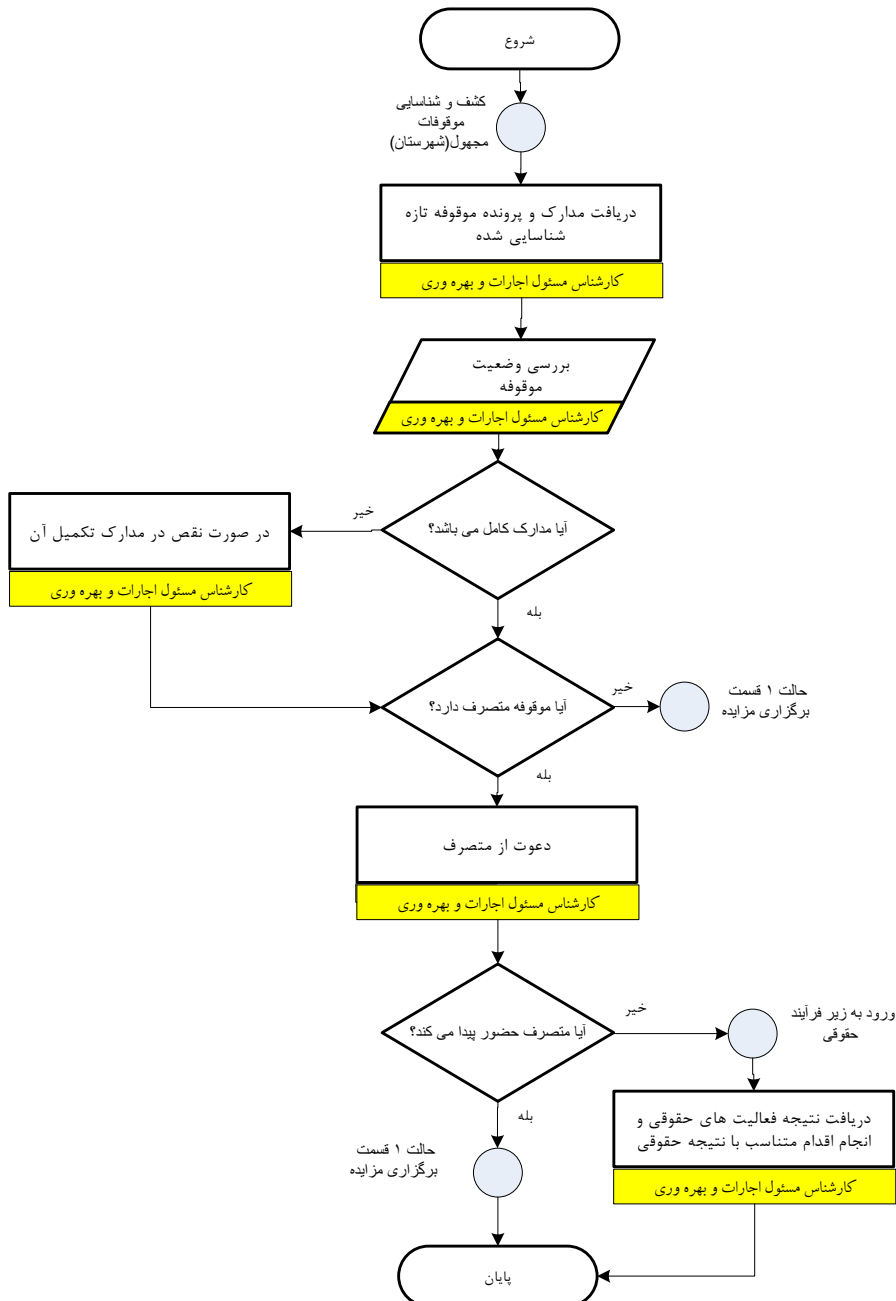 شروع
کشف و شناسایی
موقوفات
مجهول(شهرستان)
دریافت مدارک و پرونده موقوفه تازه
شناسایی شده
کارشناس مسئول اجارات و بهره وری
بررسی وضعیت
موقوفه
کارشناس مسئول اجارات و بهره وری
آیا مدارک کامل می باشد؟
خیر
در صورت نقص در مدارک تکمیل آن
کارشناس مسئول اجارات و بهره وری
بله
آیا موقوفه متصرف دارد؟
خیر
حالت ۱ قسمت
برگزاری مزایده
بله
دعوت از متصرف
کارشناس مسئول اجارات و بهره وری
آیا متصرف حضور پیدا می کند؟
خیر
ورود به زیر فرآیند
حقوقی
دریافت نتیجه فعالیت های حقوقی و
انجام اقدام متناسب با نتیجه حقوقی
کارشناس مسئول اجارات و بهره وری
بله
حالت ۱ قسمت
برگزاری مزایده
پایان